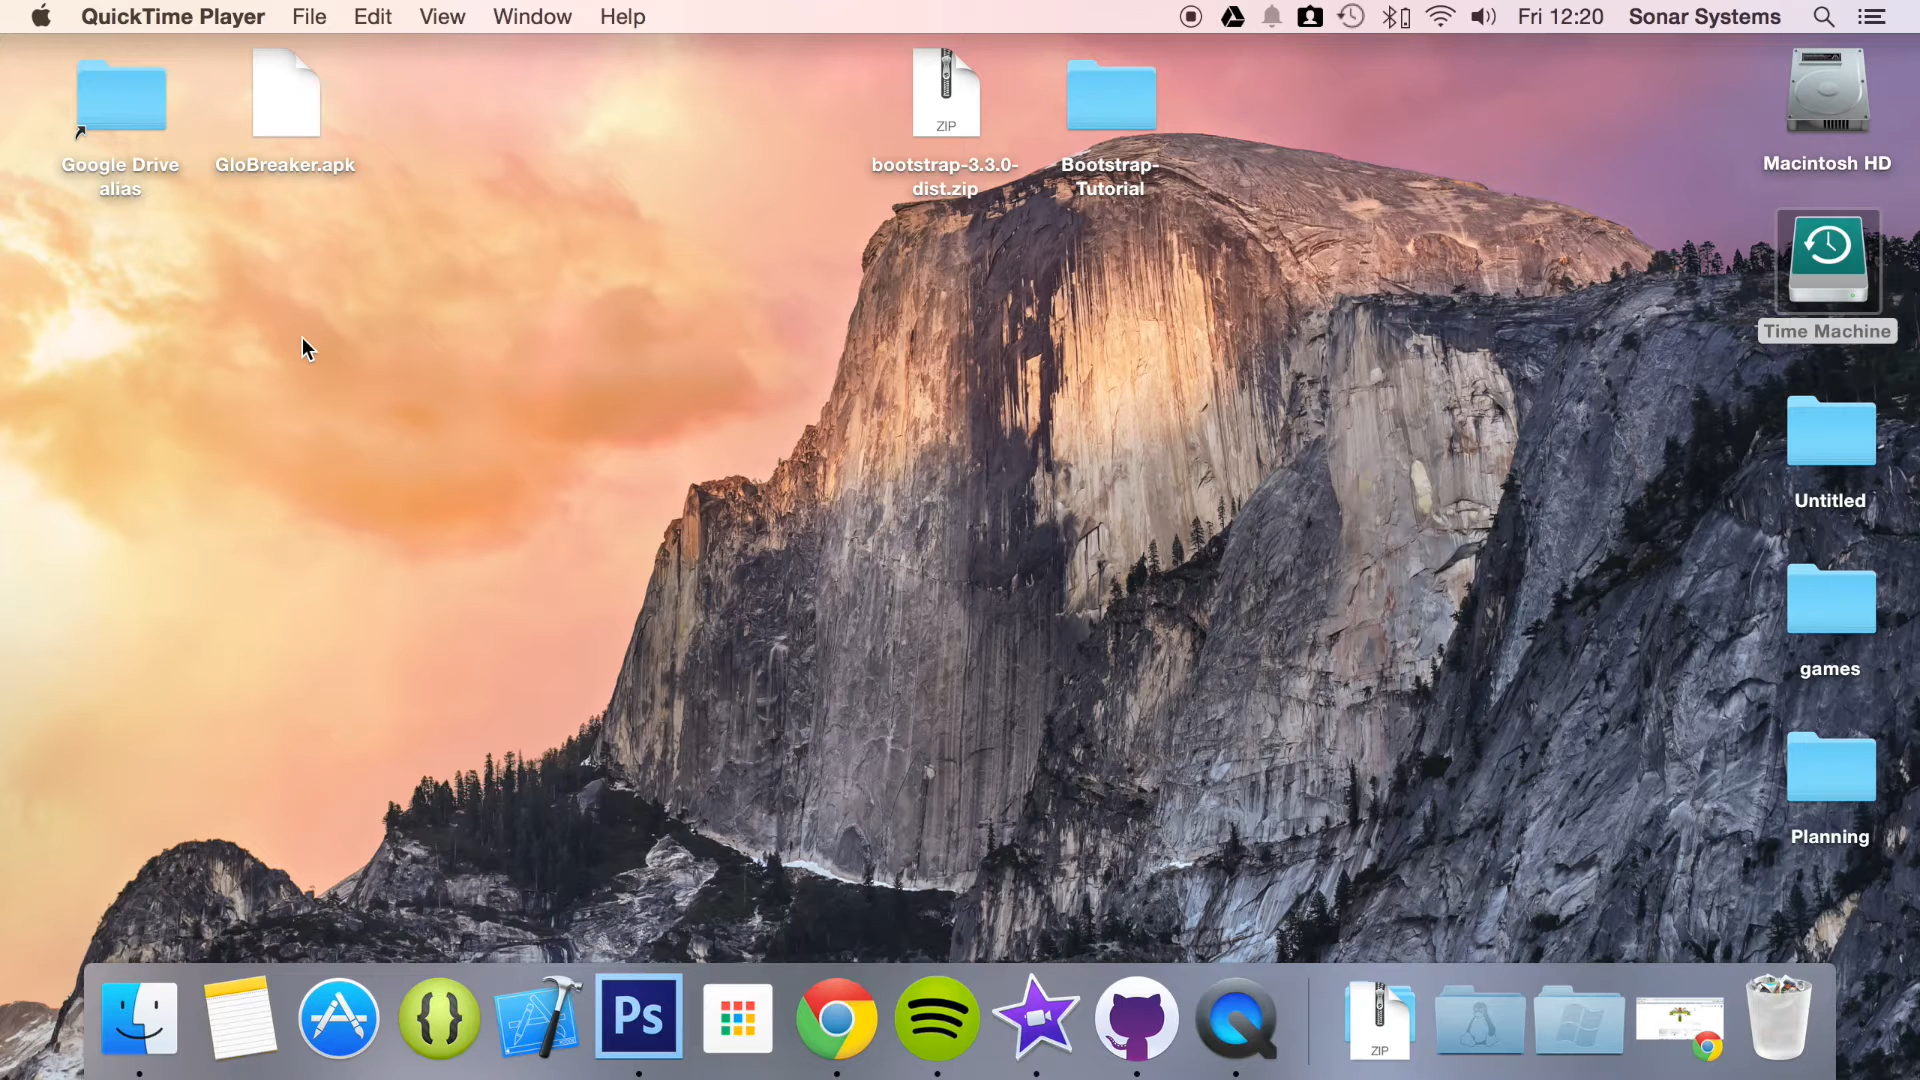 QuickTime Player File Edit View Window Help Fri 12:20 Sonar Systems
Google Drive
alias
GloBreaker.apk
ZIP
bootstrap-3.3.0-
dist.zip
Bootstrap-
Tutorial
Macintosh HD
Time Machine
Untitled
games
Planning
Ps
ZIP